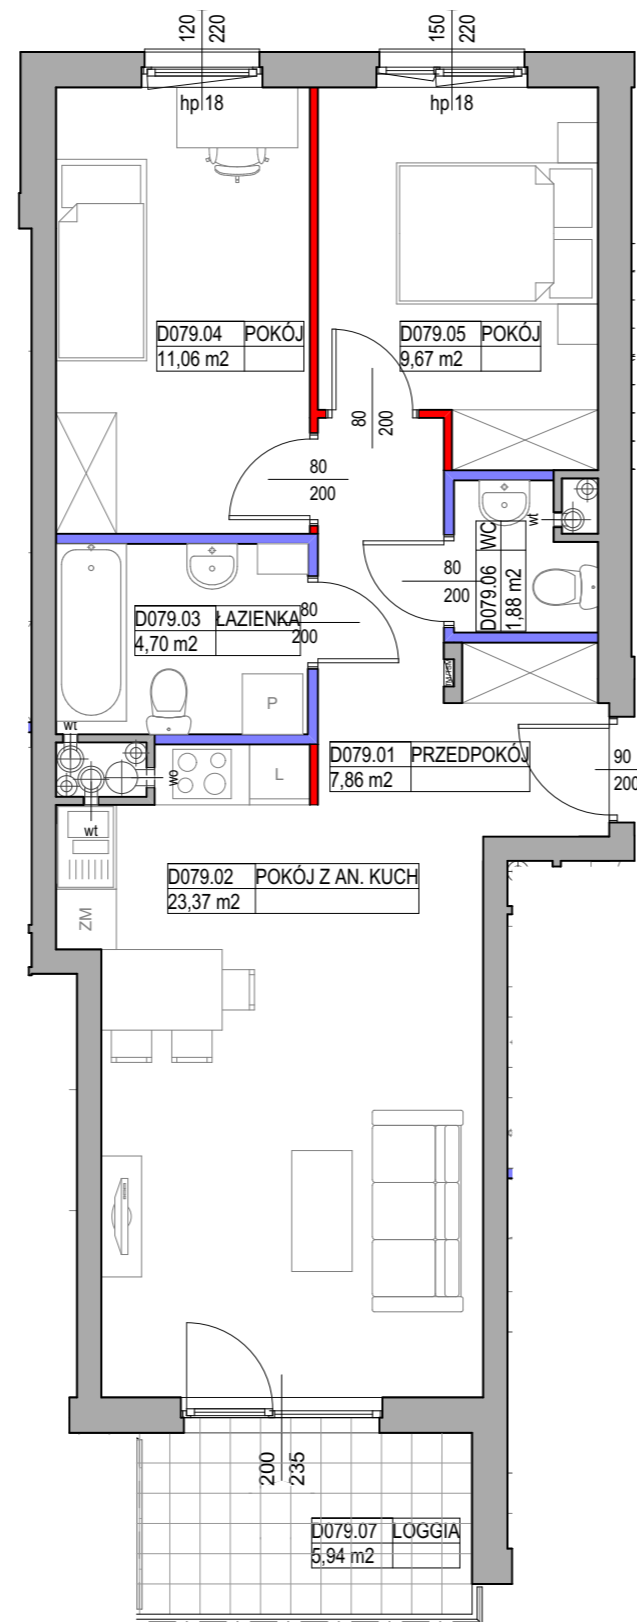 120
220
150
220
hp 18
hp 18
D079.04 POKÓJ
11,06 m2
D079.05 POKÓJ
9,67 m2
80
200
80
200
wt
D079.06 WC
1,88 m2
80
200
D079.03 ŁAZIENKA
4,70 m2
80
200
P
wt
wo
L
wt
D079.01 PRZEDPOKÓJ
7,86 m2
90
200
D079.02 POKÓJ Z AN. KUCH
23,37 m2
ZM
200
235
D079.07 LOGGIA
5,94 m2